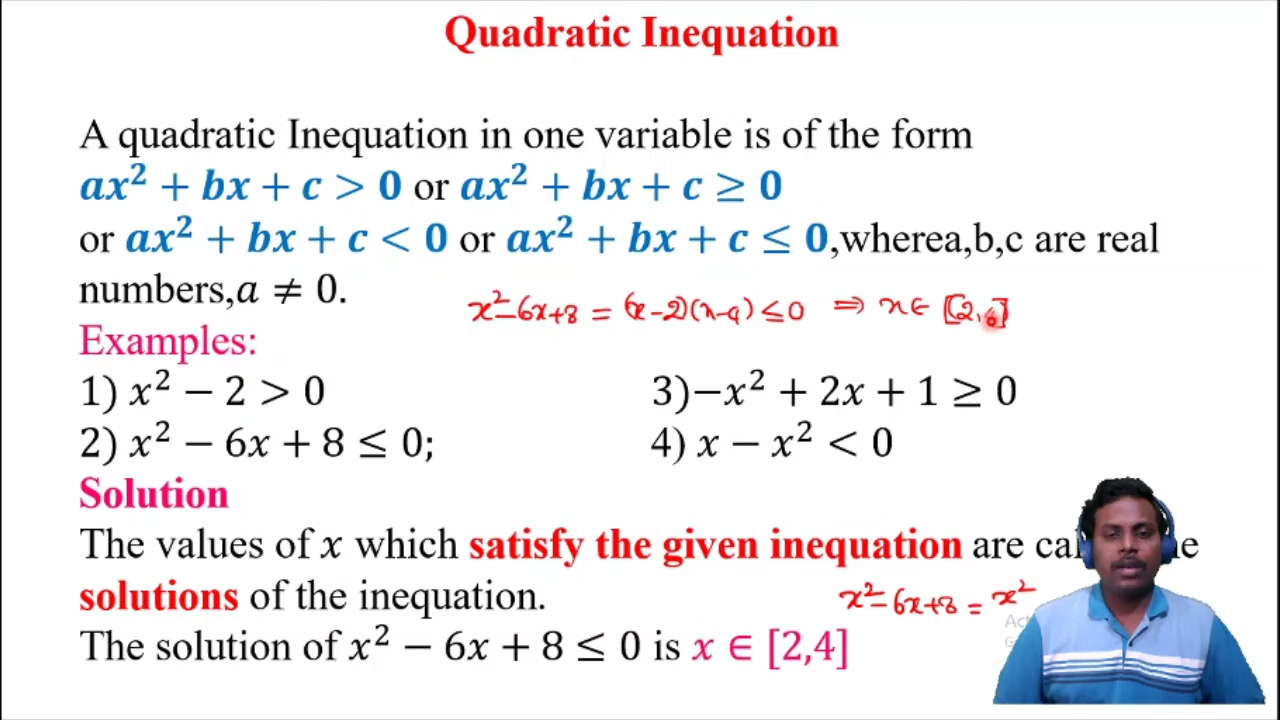 Quadratic Inequation
A quadratic Inequation in one variable is of the form
ax² + bx + c > 0 or ax² + bx + c ≥ 0
or ax² + bx + c < 0 or ax² + bx + c ≤ 0,wherea,b,c are real
numbers,a ≠ 0.
x²-6x+8 = (x-2)(x-4) ≤ 0 ⇒ x ∈ [2,
Examples:
1) x² − 2 > 0
3)−x² + 2x + 1 ≥ 0
2) x² − 6x + 8 ≤ 0;
4) x − x² < 0
Solution
The values of x which satisfy the given inequation are
solutions of the inequation.
x²-6x+8 = x²
The solution of x² − 6x + 8 ≤ 0 is x ∈ [2,4]